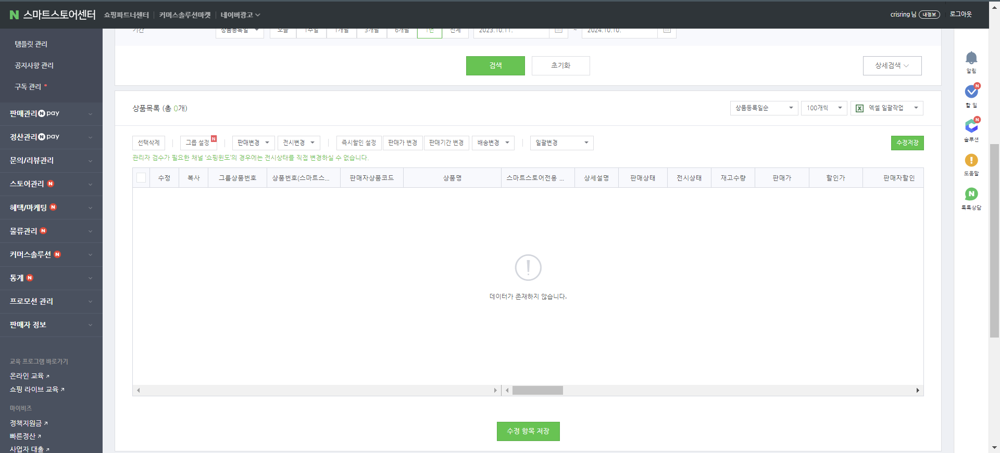 N 스마트스토어센터 쇼핑파트너센터 커머스솔루션마켓 네이버광고
crisring 님 내정보 로그아웃
템플릿 관리
공지사항 관리
구독 관리
판매관리 N pay
정산관리 N pay
문의/리뷰관리
스토어관리 N
혜택/마케팅 N
물류관리 N
커머스솔루션 N
통계 N
프로모션 관리
판매자 정보
교육 프로그램 바로가기
온라인 교육
쇼핑 라이브 교육
마이비즈
정책지원금
빠른정산
사업자 대출
기간 상품등록일 오늘 1주일 1개월 3개월 6개월 1년 전체 2023.10.11. ~ 2024.10.10.
검색 초기화 상세검색
상품목록 (총 0개) 상품등록일순 100개씩 엑셀 일괄작업
선택삭제 그룹 설정 N 판매변경 전시변경 즉시할인 설정 판매가 변경 판매기간 변경 배송변경 일괄변경 수정저장
관리자 검수가 필요한 채널 '쇼핑윈도'의 경우에는 전시상태를 직접 변경하실 수 없습니다.
수정 복사 그룹상품번호 상품번호(스마트스... 판매자상품코드 상품명 스마트스토어전용 ... 상세설명 판매상태 전시상태 재고수량 판매가 할인가 판매자할인
데이터가 존재하지 않습니다.
수정 항목 저장
알림
N
할 일
N
솔루션
도움말
N
톡톡상담